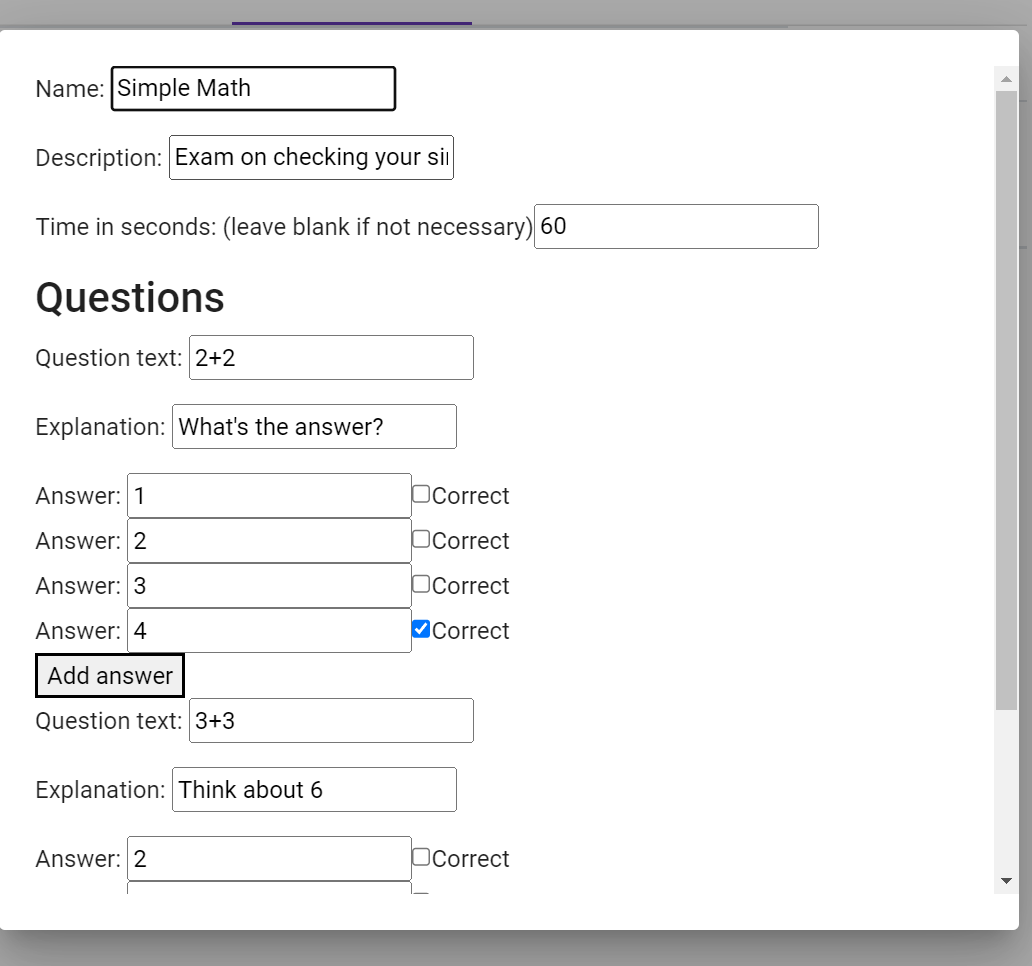 Name: Simple Math
Description: Exam on checking your si
Time in seconds: (leave blank if not necessary) 60
Questions
Question text: 2+2
Explanation: What's the answer?
Answer: 1 Correct
Answer: 2 Correct
Answer: 3 Correct
Answer: 4 Correct
Add answer
Question text: 3+3
Explanation: Think about 6
Answer: 2 Correct